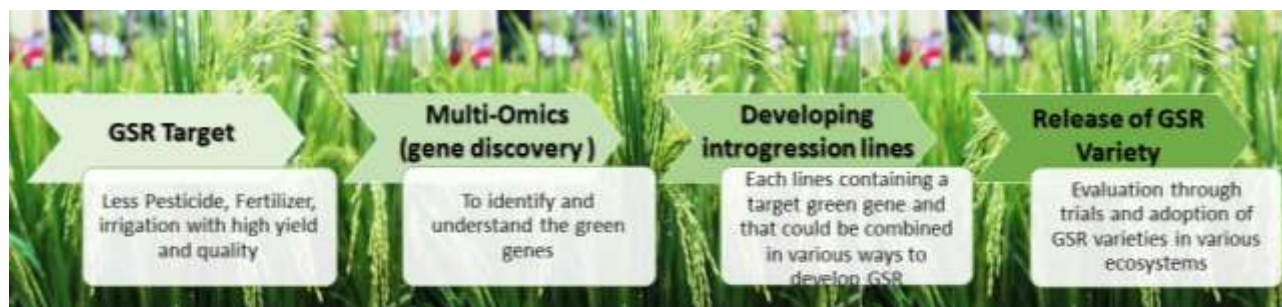 GSR Target
Less Pesticide, Fertilizer,
irrigation with high yield
and quality
Multi-Omics
(gene discovery )
To identify and
understand the green
genes
Developing
introgression lines
Each lines containing a
target green gene and
that could be combined
in various ways to
develop GSR
Release of GSR
Variety
Evaluation through
trials and adoption of
GSR varieties in various
ecosystems